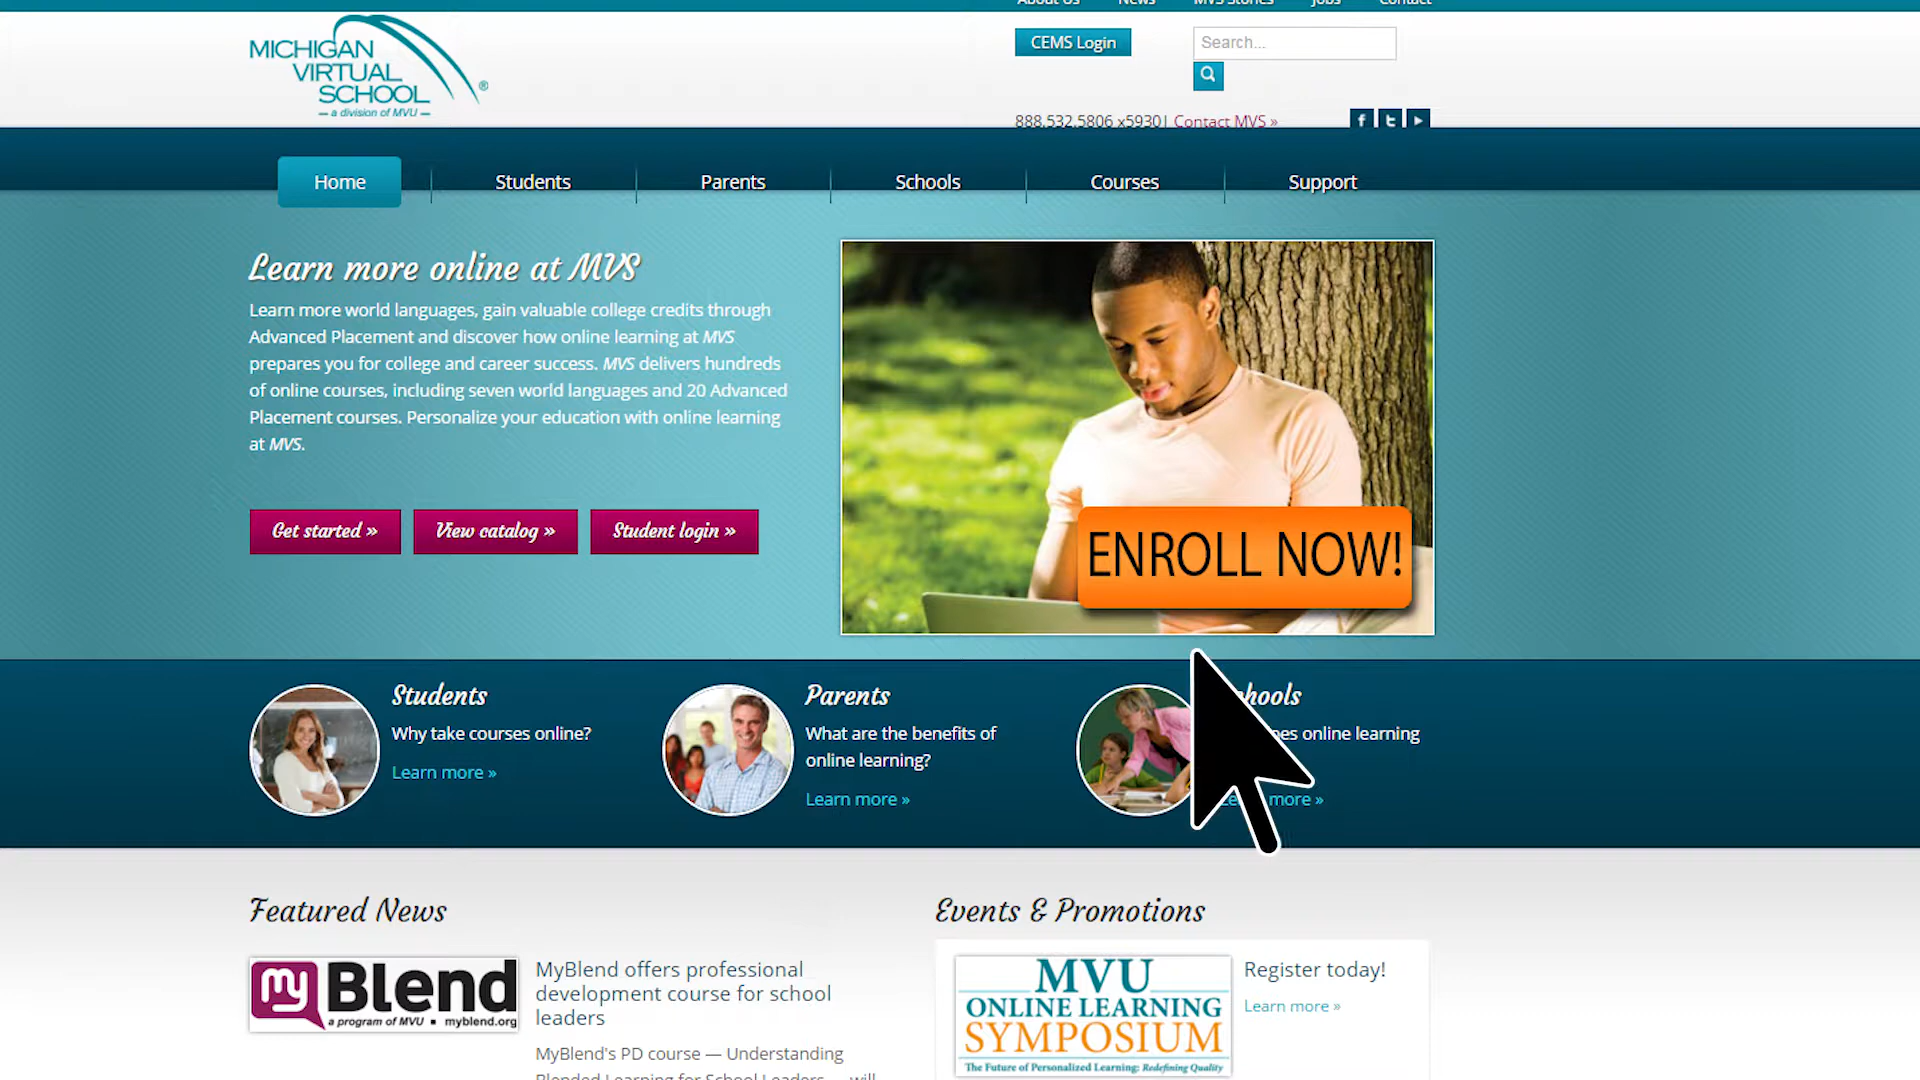 About Us News MVS Stories Jobs Contact
MICHIGAN
VIRTUAL
SCHOOL
a division of MVU
®
CEMS Login
Search...
888.532.5806 x5930| Contact MVS »
Home Students Parents Schools Courses Support
Learn more online at MVS
Learn more world languages, gain valuable college credits through
Advanced Placement and discover how online learning at MVS
prepares you for college and career success. MVS delivers hundreds
of online courses, including seven world languages and 20 Advanced
Placement courses. Personalize your education with online learning
at MVS.
Get started » View catalog » Student login »
ENROLL NOW!
Students
Why take courses online?
Learn more »
Parents
What are the benefits of
online learning?
Learn more »
online learning
more »
Featured News
my Blend
a program of MVU ▪ myblend.org
MyBlend offers professional
development course for school
leaders
MyBlend's PD course — Understanding
Blended Learning for School Leaders — will
Events & Promotions
MVU
ONLINE LEARNING
SYMPOSIUM
The Future of Personalized Learning: Redefining Quality
Register today!
Learn more »